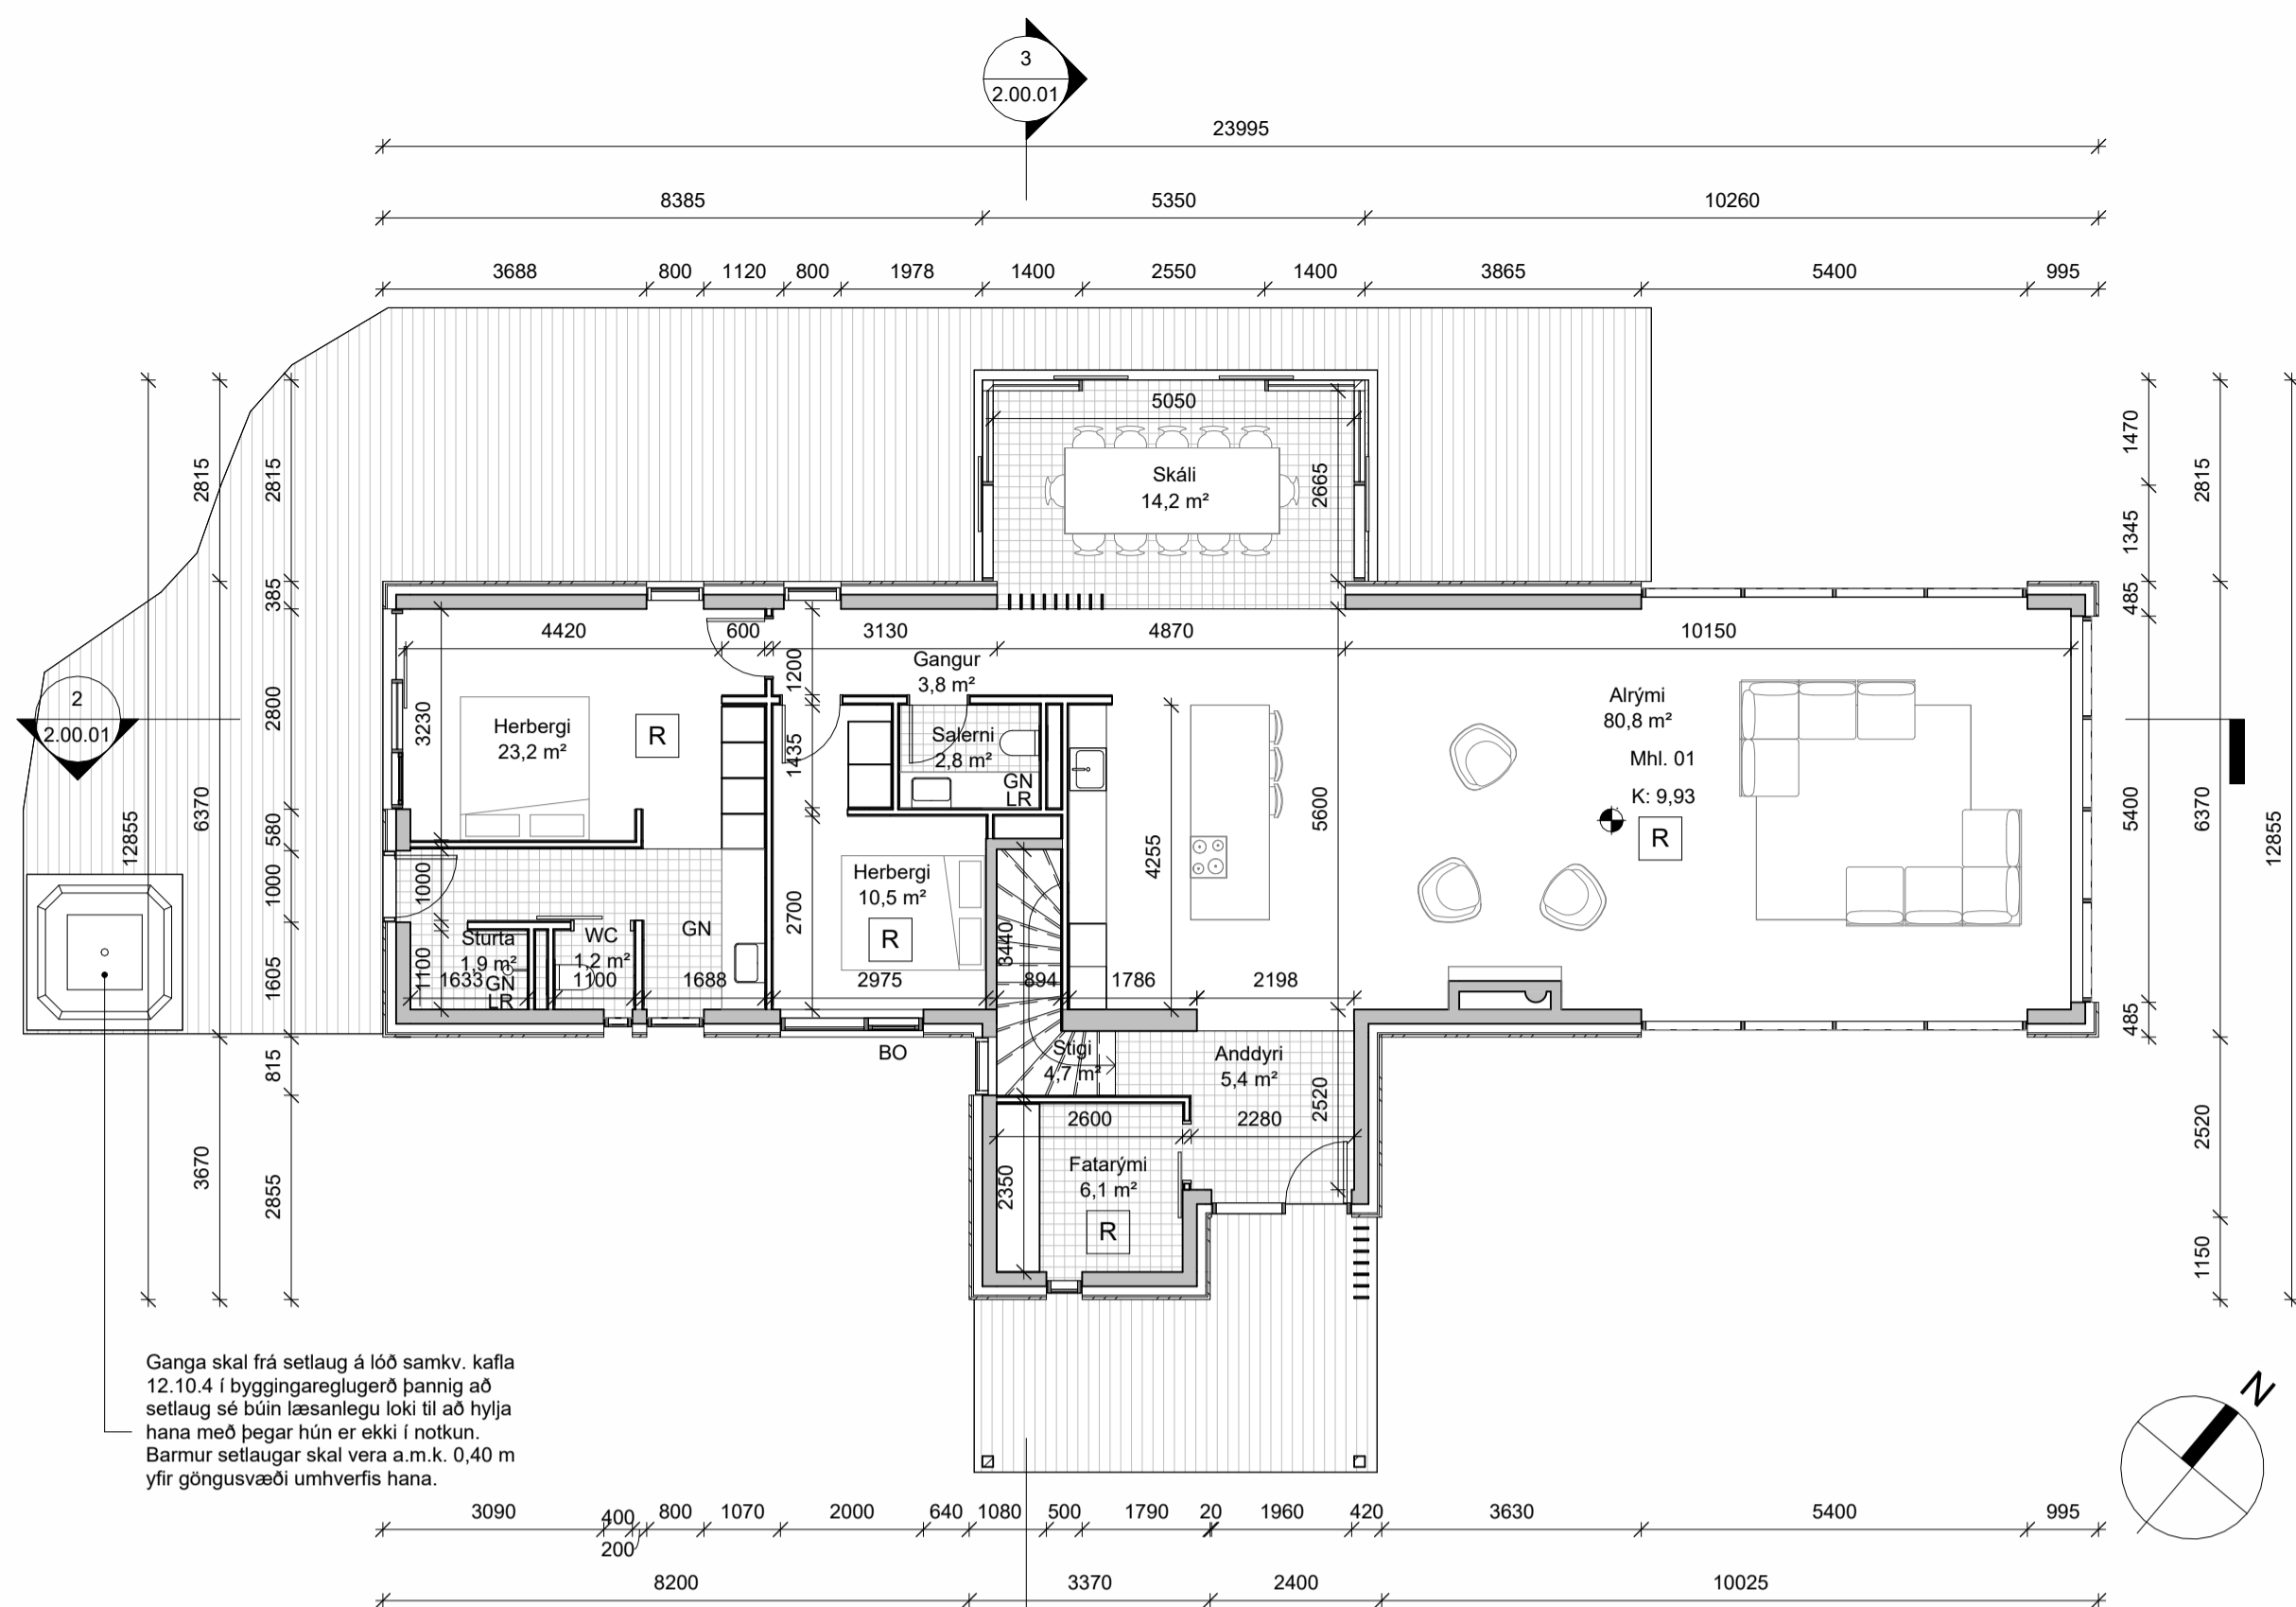 3
2.00.01
23995
8385 5350 10260
3688 800 1120 800 1978 1400 2550 1400 3865 5400 995
5050
Skáli
14,2 m²
2665
2815
2815
385
2800
6370
580
12855
1000
1605
815
3670
2855
1470
2815
1345
485
5400
6370
12855
485
2520
1150
4420 600 3130 4870 10150
1200
Gangur
3,8 m²
2
2.00.01
3230
Herbergi
23,2 m²
R
1435
Salerni
2,8 m²
GN
LR
Alrými
80,8 m²
Mhl. 01
K: 9,93
R
5600
4255
1000
2700
Herbergi
10,5 m²
R
GN
3440
Sturta
1,9 m²
GN
LR
WC
1,2 m²
1100
1633 1100 1688 2975 894 1786 2198
BO
Stigi
4,7 m²
Anddyri
5,4 m²
2520
2600 2280
2350
Fatarými
6,1 m²
R
Ganga skal frá setlaug á lóð samkv. kafla
12.10.4 í byggingareglugerð þannig að
setlaug sé búin læsanlegu loki til að hylja
hana með þegar hún er ekki í notkun.
Barmur setlaugar skal vera a.m.k. 0,40 m
yfir göngusvæði umhverfis hana.
N
3090 400 800 1070 2000 640 1080 500 1790 20 1960 420 3630 5400 995
200
8200 3370 2400 10025